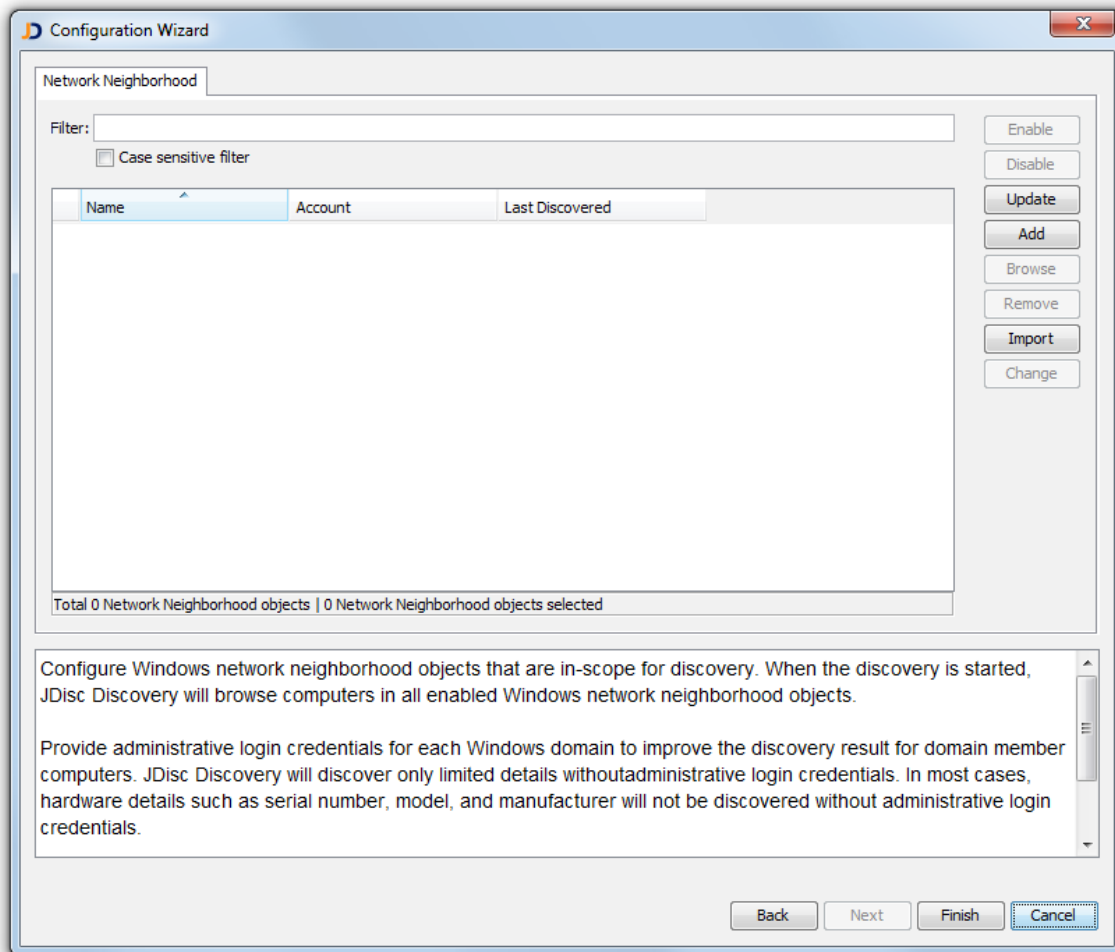 JD Configuration Wizard
Network Neighborhood
Filter:
Case sensitive filter
Name Account Last Discovered
Enable
Disable
Update
Add
Browse
Remove
Import
Change
Total 0 Network Neighborhood objects | 0 Network Neighborhood objects selected
Configure Windows network neighborhood objects that are in-scope for discovery. When the discovery is started,
JDisc Discovery will browse computers in all enabled Windows network neighborhood objects.
Provide administrative login credentials for each Windows domain to improve the discovery result for domain member
computers. JDisc Discovery will discover only limited details withoutadministrative login credentials. In most cases,
hardware details such as serial number, model, and manufacturer will not be discovered without administrative login
credentials.
Back Next Finish Cancel